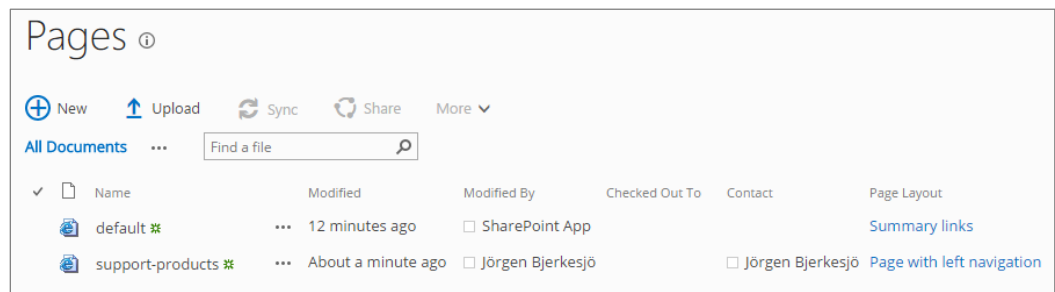 Pages
New Upload Sync Share More
All Documents ... Find a file
Name Modified Modified By Checked Out To Contact Page Layout
default ... 12 minutes ago SharePoint App Summary links
support-products ... About a minute ago Jörgen Bjerkesjö Jörgen Bjerkesjö Page with left navigation